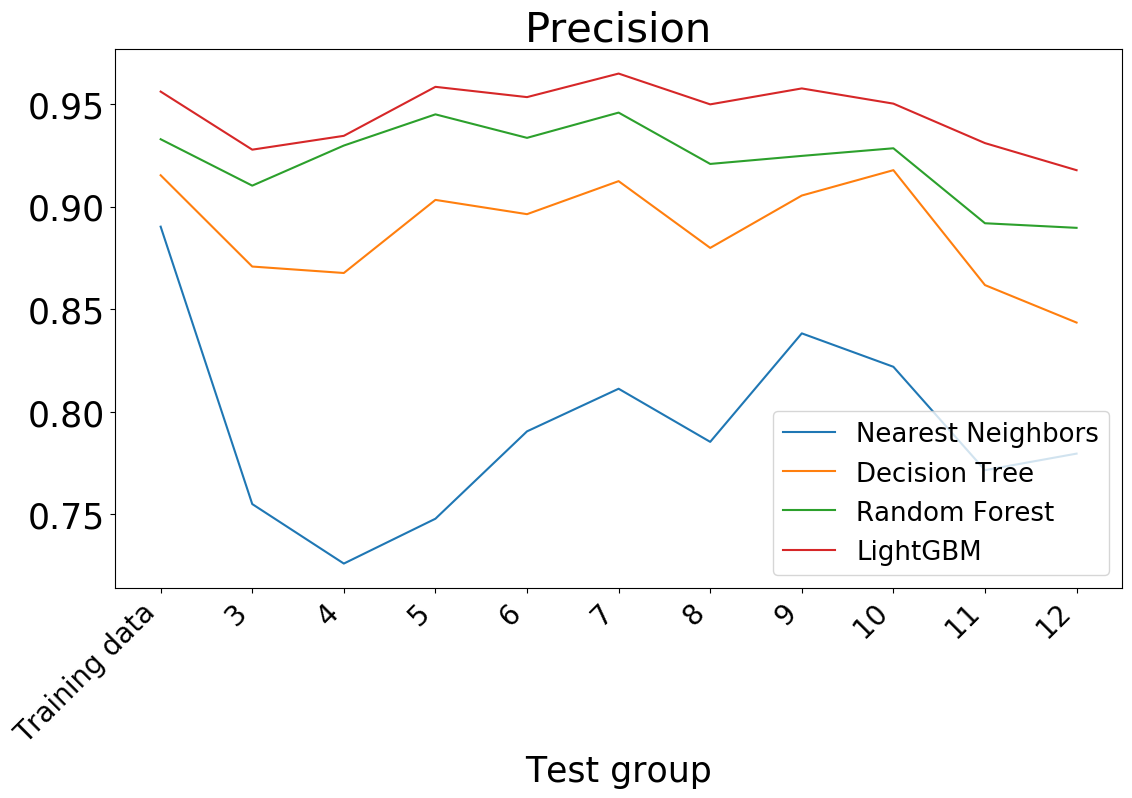 Precision
0.95
0.90
0.85
0.80
0.75
Nearest Neighbors
Decision Tree
Random Forest
LightGBM
Training data
3
4
5
6
7
8
9
10
11
12
Test group